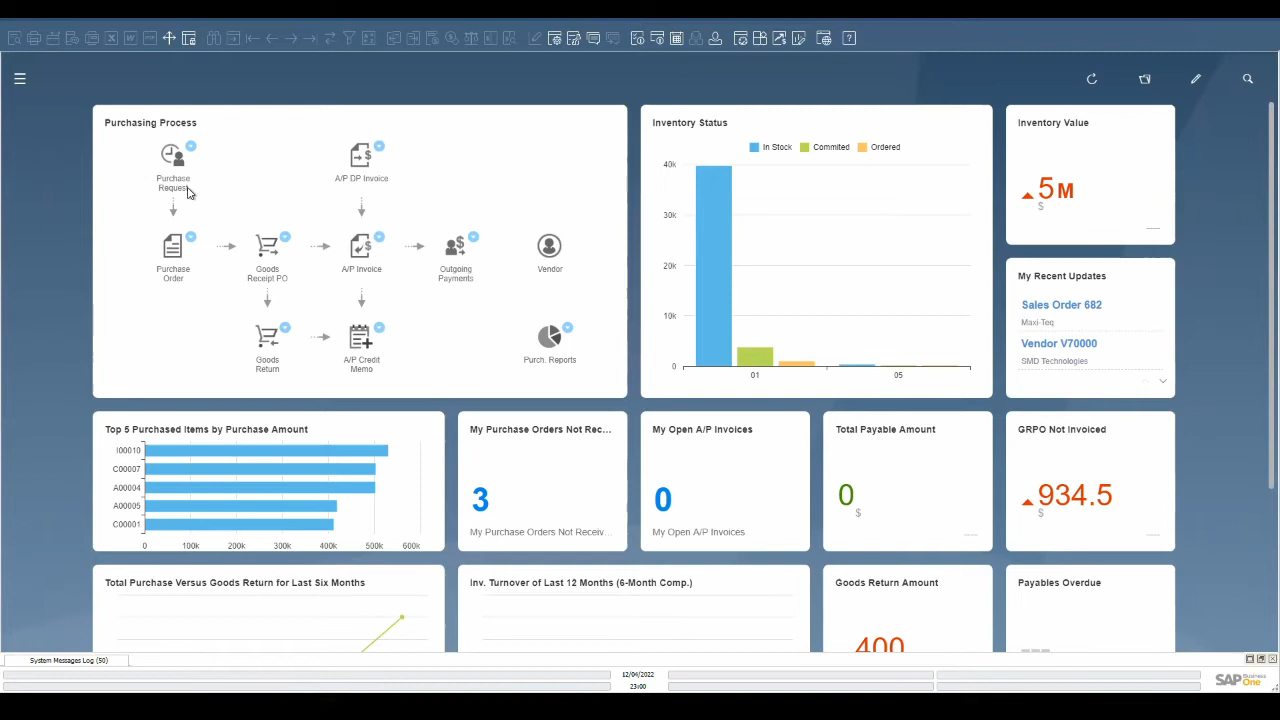 Purchasing Process
Purchase
Request
A/P DP Invoice
Purchase
Order
Goods
Receipt PO
A/P Invoice
Outgoing
Payments
Vendor
Goods
Return
A/P Credit
Memo
Purch. Reports
Inventory Status
In Stock Commited Ordered
40k
30k
20k
10k
0
01 05
Inventory Value
5 M
$
My Recent Updates
Sales Order 682
Maxi-Teq
Vendor V70000
SMD Technologies
Top 5 Purchased Items by Purchase Amount
I00010
C00007
A00004
A00005
C00001
0 100k 200k 300k 400k 500k 600k
My Purchase Orders Not Rec...
3
My Purchase Orders Not Receiv...
My Open A/P Invoices
0
My Open A/P Invoices
Total Payable Amount
0
$
GRPO Not Invoiced
934.5
$
Total Purchase Versus Goods Return for Last Six Months
Inv. Turnover of Last 12 Months (6-Month Comp.)
Goods Return Amount
400
Payables Overdue
System Messages Log (50)
12/04/2022
23:00
SAP Business One